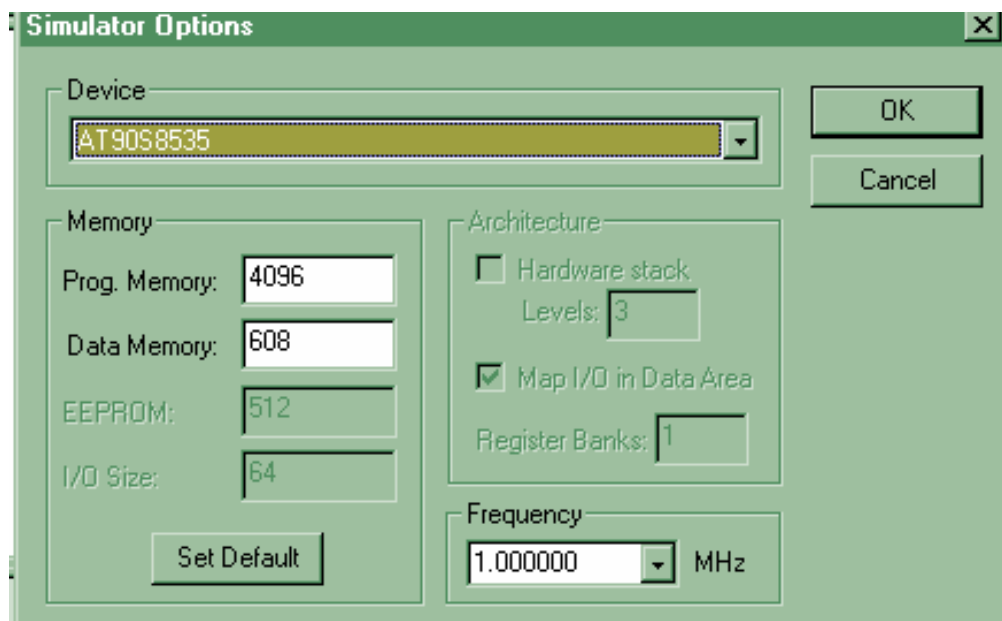 Simulator Options
Device
AT90S8535
OK
Cancel
Memory
Prog. Memory: 4096
Data Memory: 608
EEPROM: 512
I/O Size: 64
Set Default
Architecture
Hardware stack
Levels: 3
Map I/O in Data Area
Register Banks: 1
Frequency
1.000000 MHz